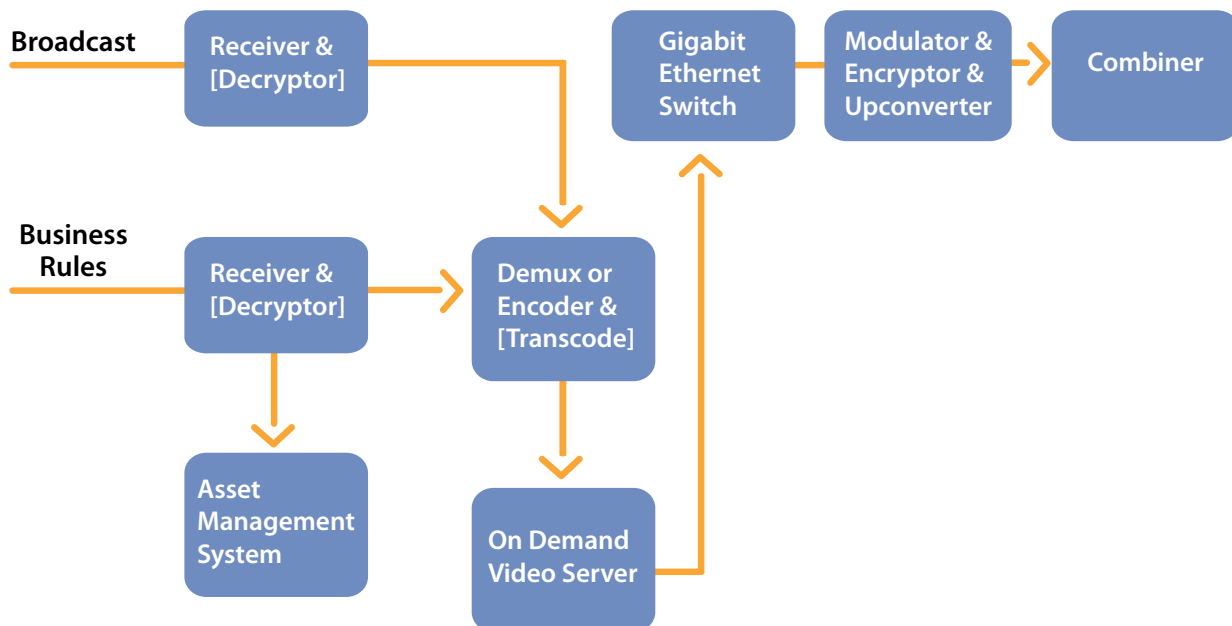 Broadcast
Receiver &
[Decryptor]
Gigabit
Ethernet
Switch
Modulator &
Encryptor &
Upconverter
Combiner
Business
Rules
Receiver &
[Decryptor]
Demux or
Encoder &
[Transcode]
Asset
Management
System
On Demand
Video Server